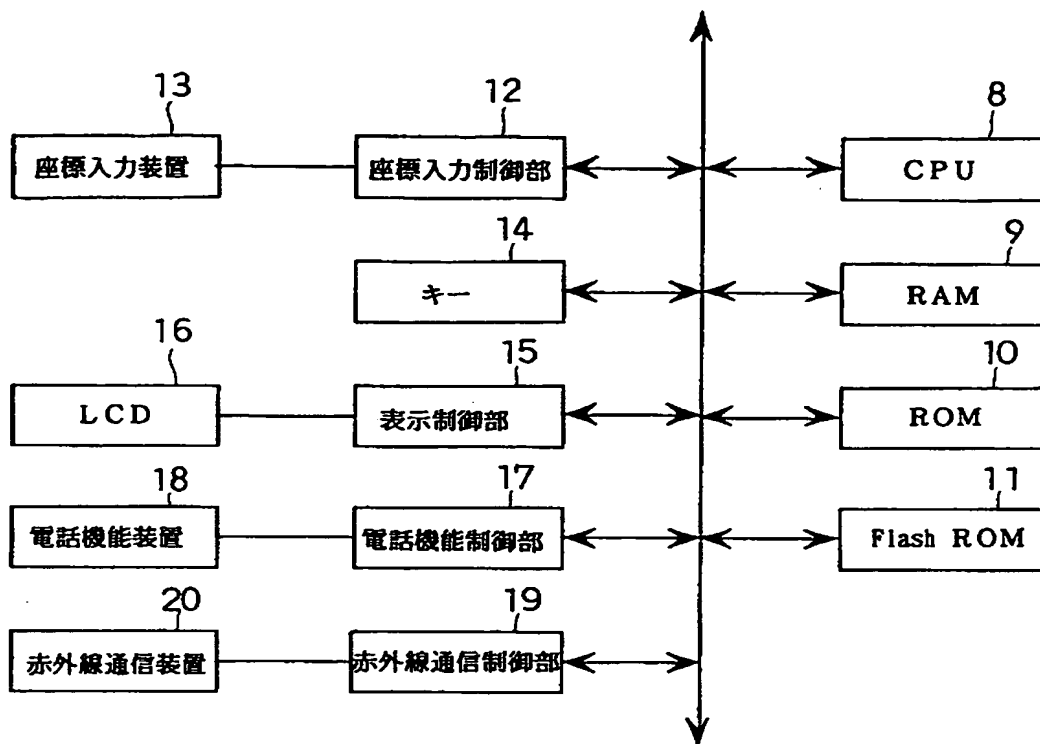 13
12
8
座標入力装置
座標入力制御部
CPU
14
9
キー
RAM
16
15
10
LCD
表示制御部
ROM
18
17
11
電話機能装置
電話機能制御部
Flash ROM
20
19
赤外線通信装置
赤外線通信制御部